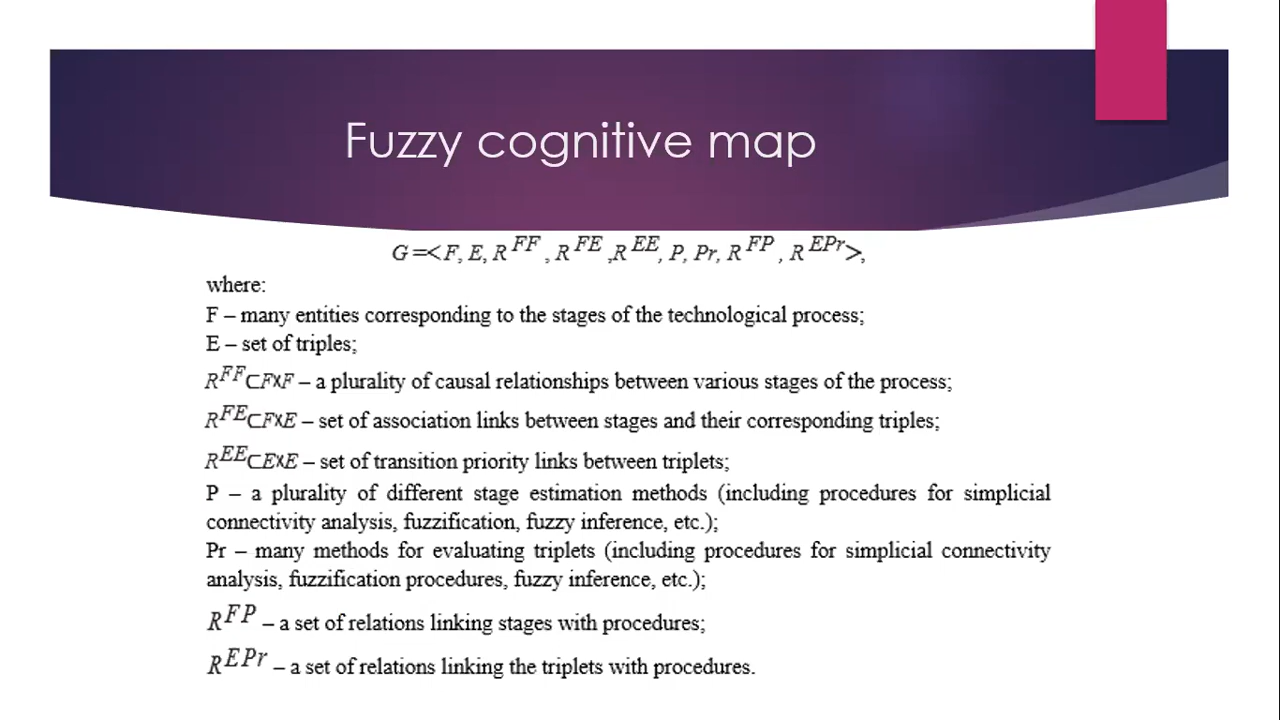 Fuzzy cognitive map
G=<F, E, R^FF, R^FE, R^EE, P, Pr, R^FP, R^EPr>,
where:
F – many entities corresponding to the stages of the technological process;
E – set of triples;
R^FF⊂F×F – a plurality of causal relationships between various stages of the process;
R^FE⊂F×E – set of association links between stages and their corresponding triples;
R^EE⊂E×E – set of transition priority links between triplets;
P – a plurality of different stage estimation methods (including procedures for simplicial
connectivity analysis, fuzzification, fuzzy inference, etc.);
Pr – many methods for evaluating triplets (including procedures for simplicial connectivity
analysis, fuzzification procedures, fuzzy inference, etc.);
R^FP – a set of relations linking stages with procedures;
R^EPr – a set of relations linking the triplets with procedures.